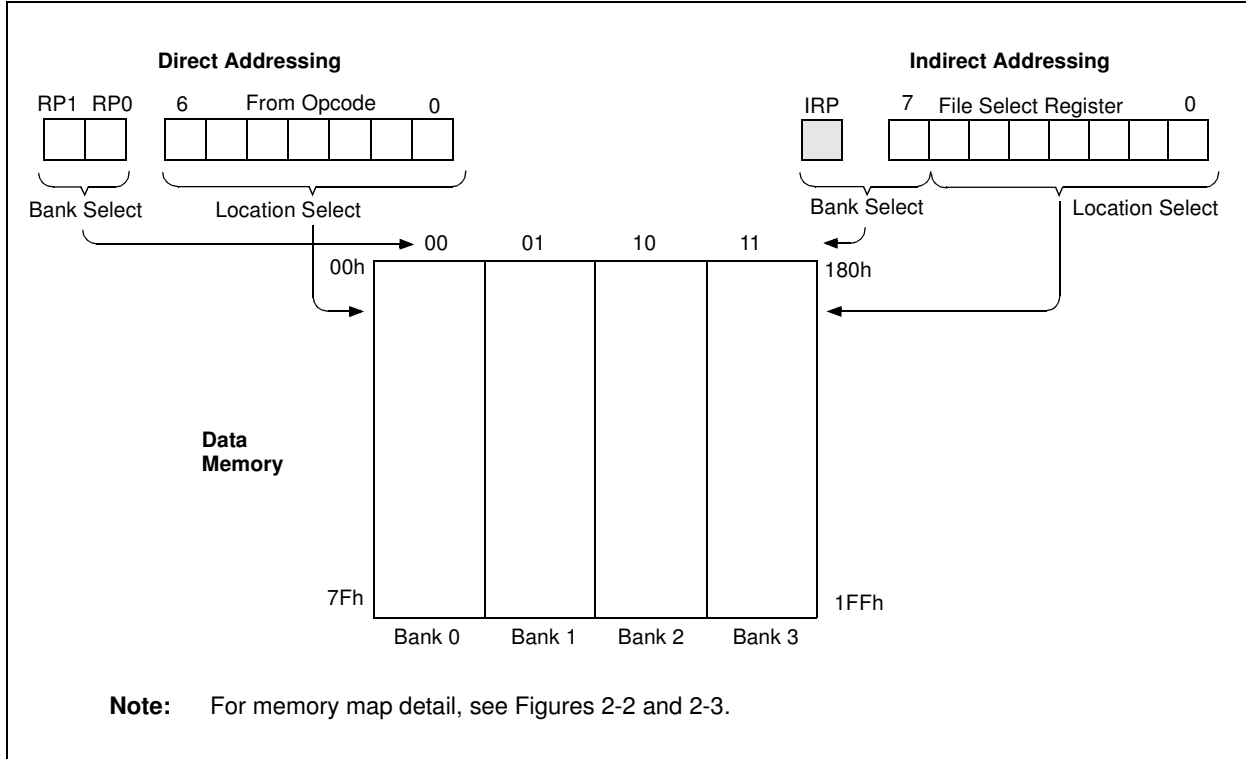 Direct Addressing
Indirect Addressing
RP1 RP0 6 From Opcode 0
IRP 7 File Select Register 0
Bank Select Location Select
Bank Select Location Select
00 01 10 11
00h 180h
Data
Memory
7Fh 1FFh
Bank 0 Bank 1 Bank 2 Bank 3
Note: For memory map detail, see Figures 2-2 and 2-3.